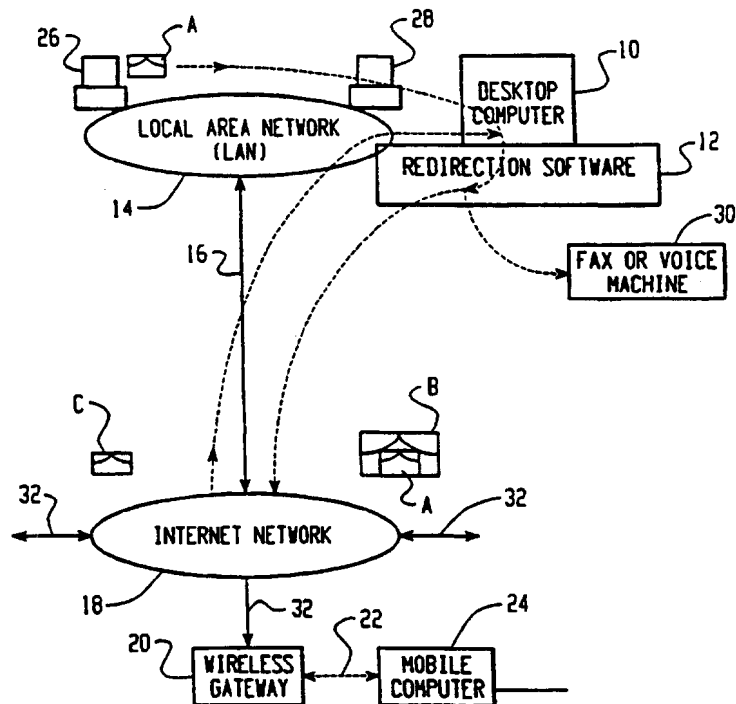 26
A
28
10
DESKTOP
COMPUTER
LOCAL AREA NETWORK
(LAN)
12
REDIRECTION SOFTWARE
14
30
16
FAX OR VOICE
MACHINE
C
B
A
32
32
INTERNET NETWORK
18
32
24
20
22
WIRELESS
GATEWAY
MOBILE
COMPUTER